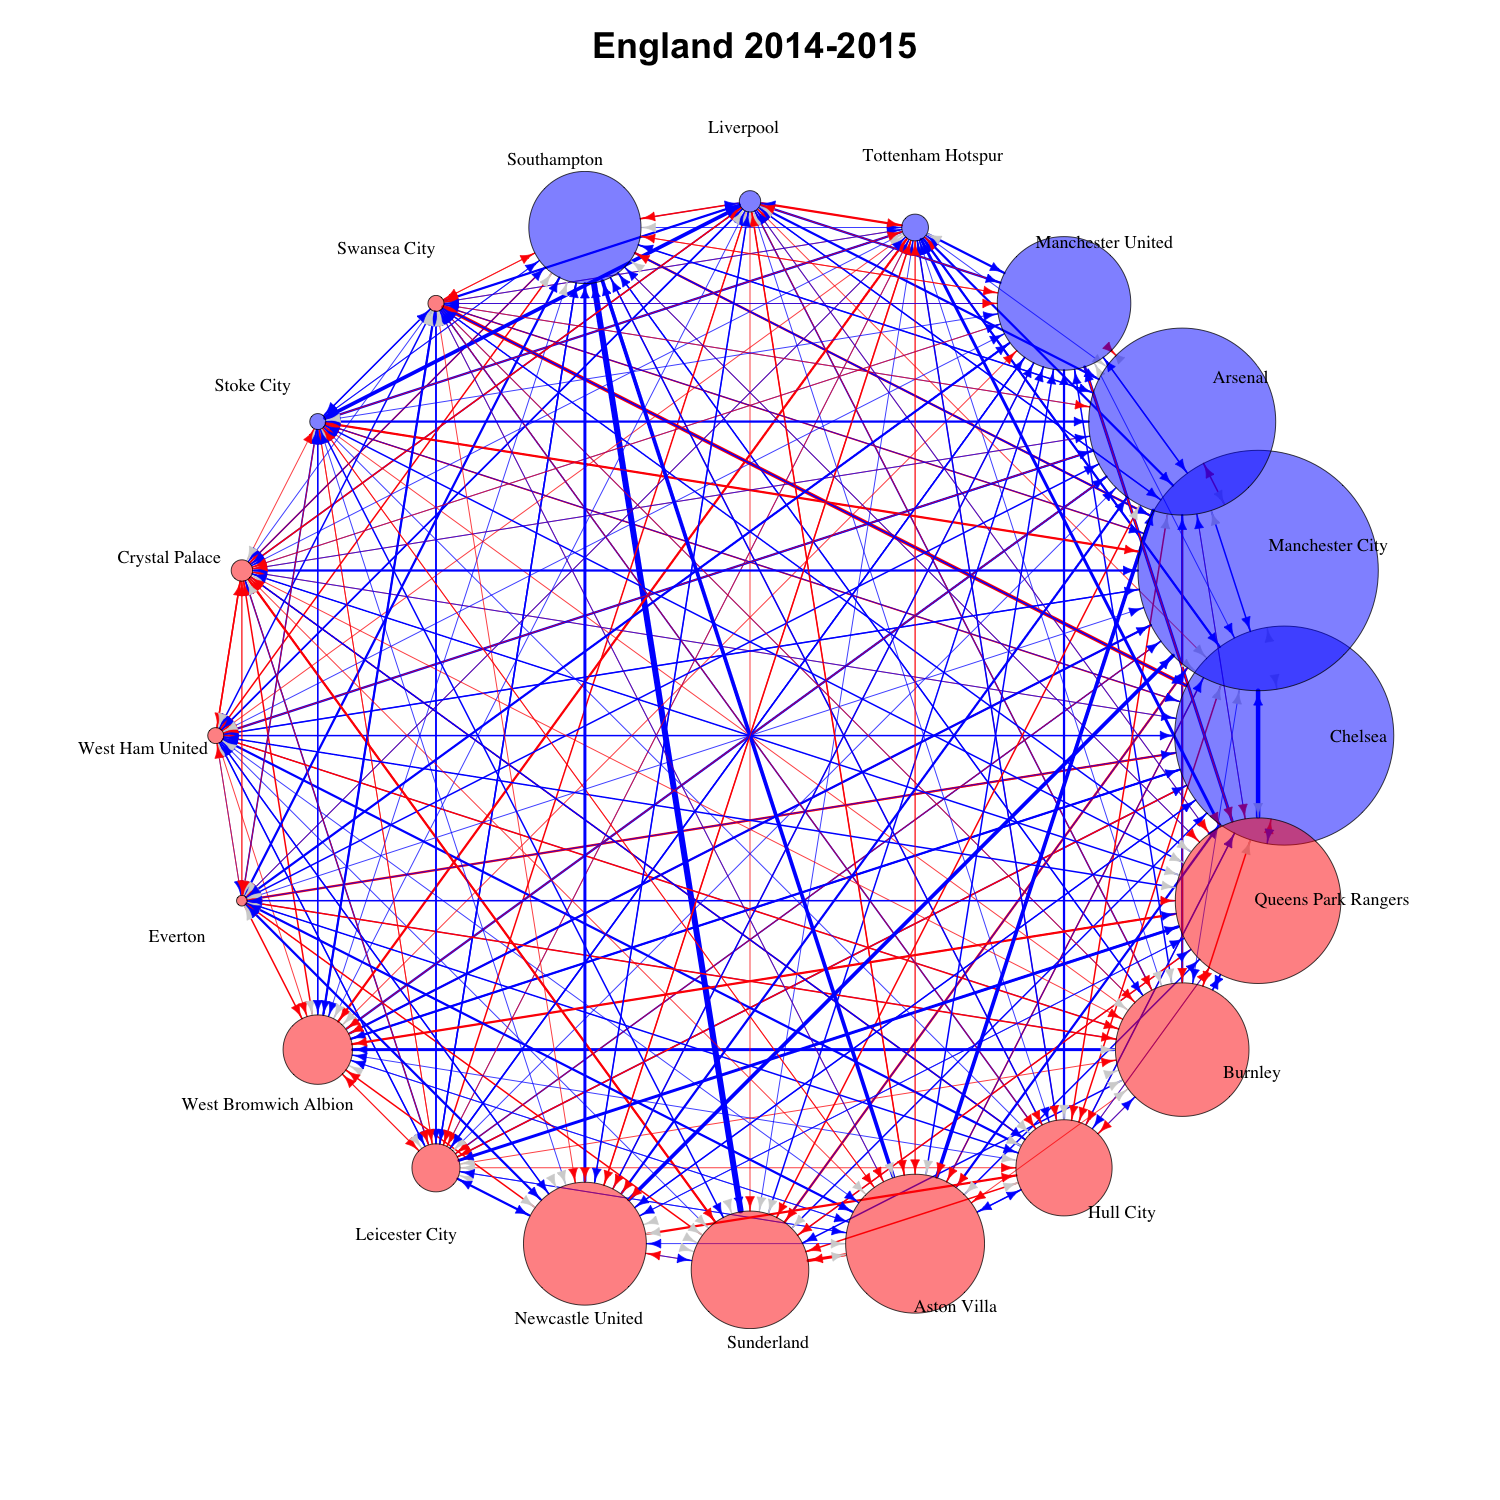 England 2014-2015
Liverpool
Tottenham Hotspur
Southampton
Manchester United
Swansea City
Arsenal
Stoke City
Manchester City
Crystal Palace
Chelsea
West Ham United
Queens Park Rangers
Everton
Burnley
West Bromwich Albion
Hull City
Leicester City
Aston Villa
Newcastle United
Sunderland